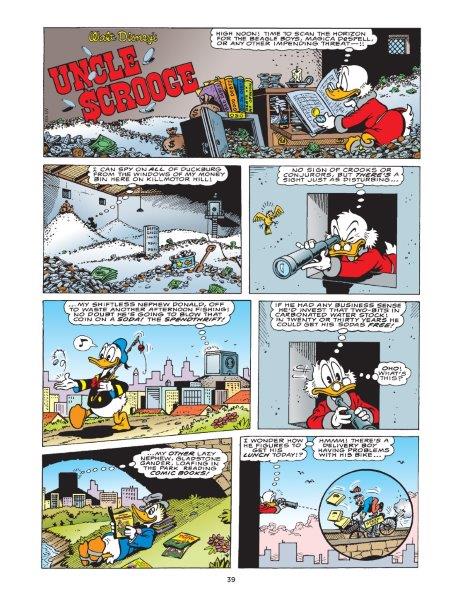 Walt Disney's
UNCLE
SCROOGE
HIGH NOON! TIME TO SCAN THE HORIZON
FOR THE BEAGLE BOYS, MAGICA DESPELL,
OR ANY OTHER IMPENDING THREAT—!!
I CAN SPY ON ALL OF DUCKBURG
FROM THE WINDOWS OF MY MONEY
BIN HERE ON KILLMOTOR HILL!
NO SIGN OF CROOKS OR
CONJURORS, BUT THERE'S A
SIGHT JUST AS DISTURBING...
...MY SHIFTLESS NEPHEW DONALD, OFF
TO WASTE ANOTHER AFTERNOON FISHING!
NO DOUBT HE'S GOING TO BLOW THAT
COIN ON A SODA! THE SPENDTHRIFT!
IF HE HAD ANY BUSINESS SENSE
HE'D INVEST THAT TWO-BITS IN
CARBONATED WATER STOCK!
IN TWENTY OR THIRTY YEARS HE
COULD GET HIS SODAS FREE!
OHO!
WHAT'S
THIS?
...MY OTHER LAZY
NEPHEW, GLADSTONE
GANDER, LOAFING IN
THE PARK READING
COMIC BOOKS!
I WONDER HOW
HE FIGURES TO
GET HIS
LUNCH TODAY!?
HMMM! THERE'S A
DELIVERY BOY
HAVING PROBLEMS
WITH HIS BIKE...
39